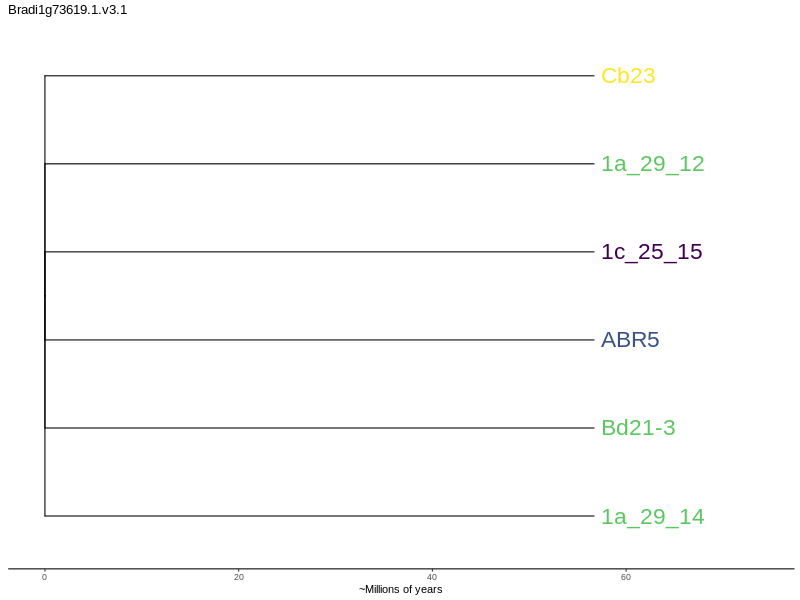 Bradi1g73619.1.v3.1
Cb23
1a_29_12
1c_25_15
ABR5
Bd21-3
1a_29_14
0 20 40 60
~Millions of years